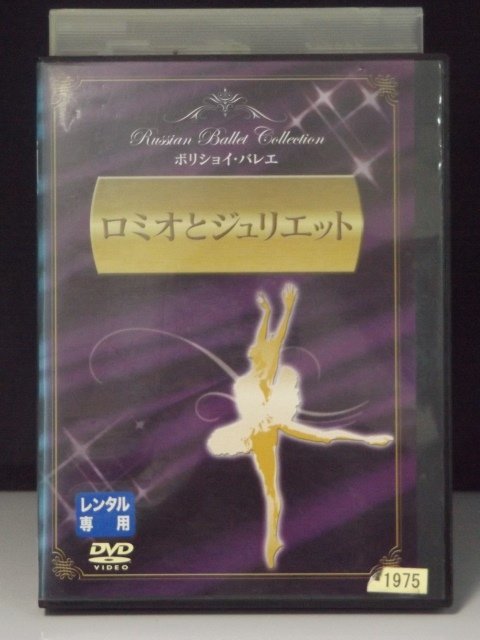 Russian Ballet Collection
ボリショイ・バレエ
ロミオとジュリエット
レンタル
専用
DVD
VIDEO
1975